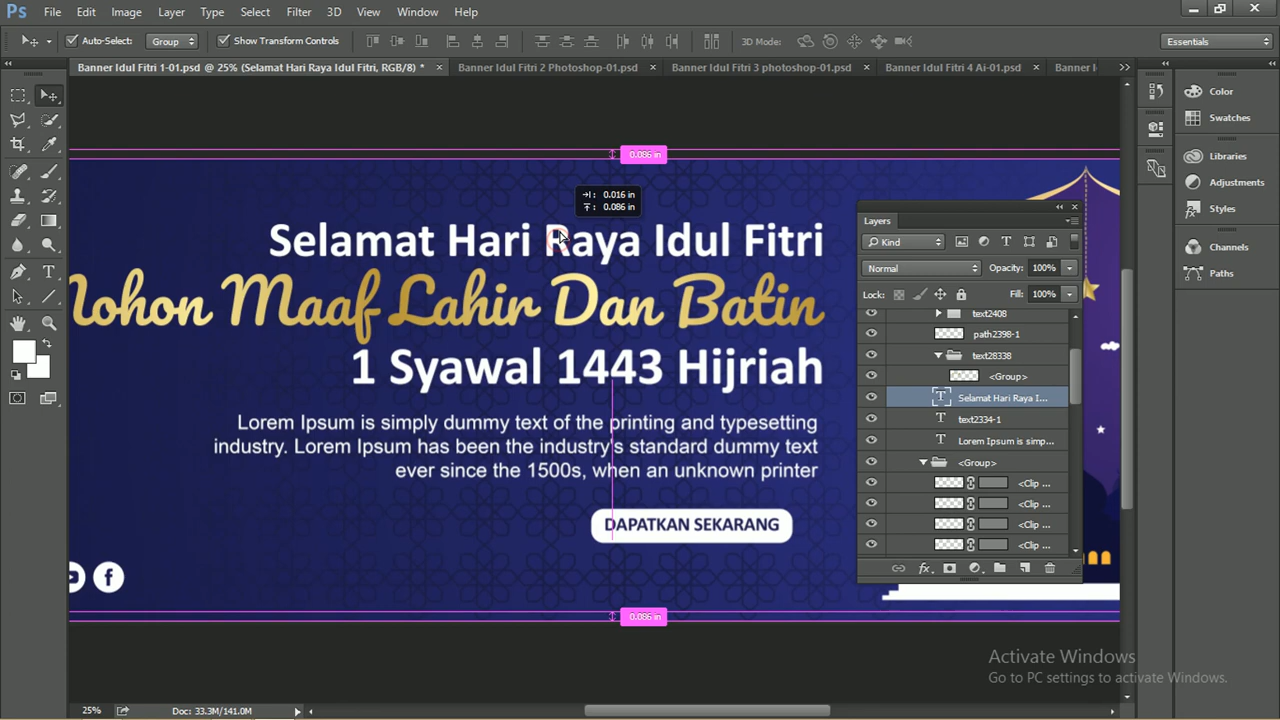 Ps File Edit Image Layer Type Select Filter 3D View Window Help
Auto-Select: Group Show Transform Controls 3D Mode: Essentials
Banner Idul Fitri 1-01.psd @ 25% (Selamat Hari Raya Idul Fitri, RGB/8) * Banner Idul Fitri 2 Photoshop-01.psd Banner Idul Fitri 3 photoshop-01.psd Banner Idul Fitri 4 Ai-01.psd Banner
0.086 in
0.016 in
0.086 in
Selamat Hari Raya Idul Fitri
Mohon Maaf Lahir Dan Batin
1 Syawal 1443 Hijriah
Lorem Ipsum is simply dummy text of the printing and typesetting
industry. Lorem Ipsum has been the industry's standard dummy text
ever since the 1500s, when an unknown printer
DAPATKAN SEKARANG
0.086 in
Layers
Kind
Normal Opacity: 100%
Lock: Fill: 100%
text2408
path2398-1
text28338
<Group>
Selamat Hari Raya I...
text2334-1
Lorem Ipsum is simp...
<Group>
<Clip ...
<Clip ...
<Clip ...
<Clip ...
fx
Color
Swatches
Libraries
Adjustments
Styles
Channels
Paths
Activate Windows
Go to PC settings to activate Windows.
25% Doc: 33.3M/141.0M